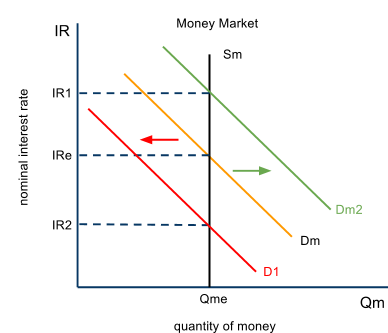 Money Market
IR
Sm
IR1
IRe
nominal interest rate
Dm2
IR2
Dm
D1
Qme
Qm
quantity of money